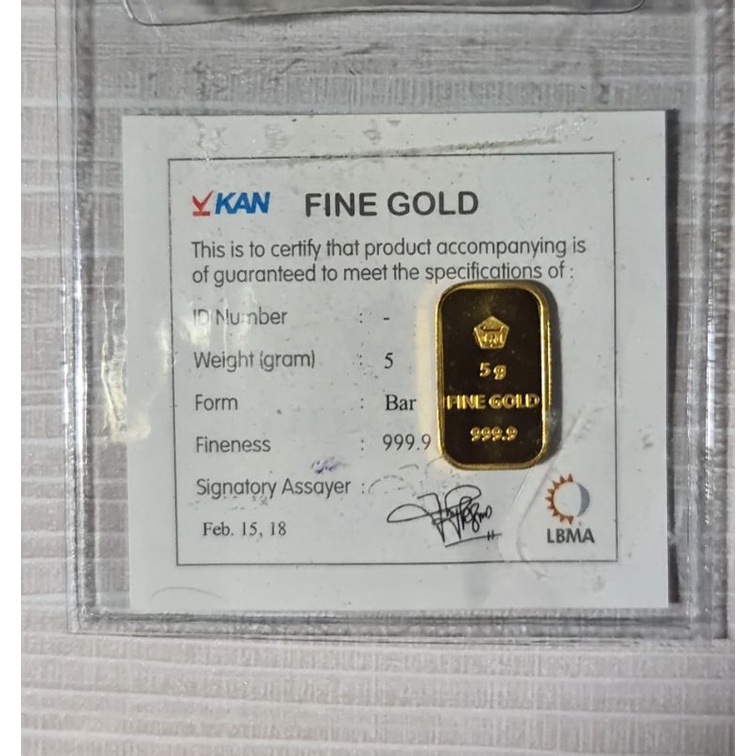 KAN FINE GOLD
This is to certify that product accompanying is
of guaranteed to meet the specifications of :
ID Number : -
Weight (gram) : 5
Form : Bar
Fineness : 999.9
Signatory Assayer :
Feb. 15, 18
5g
FINE GOLD
999.9
LBMA